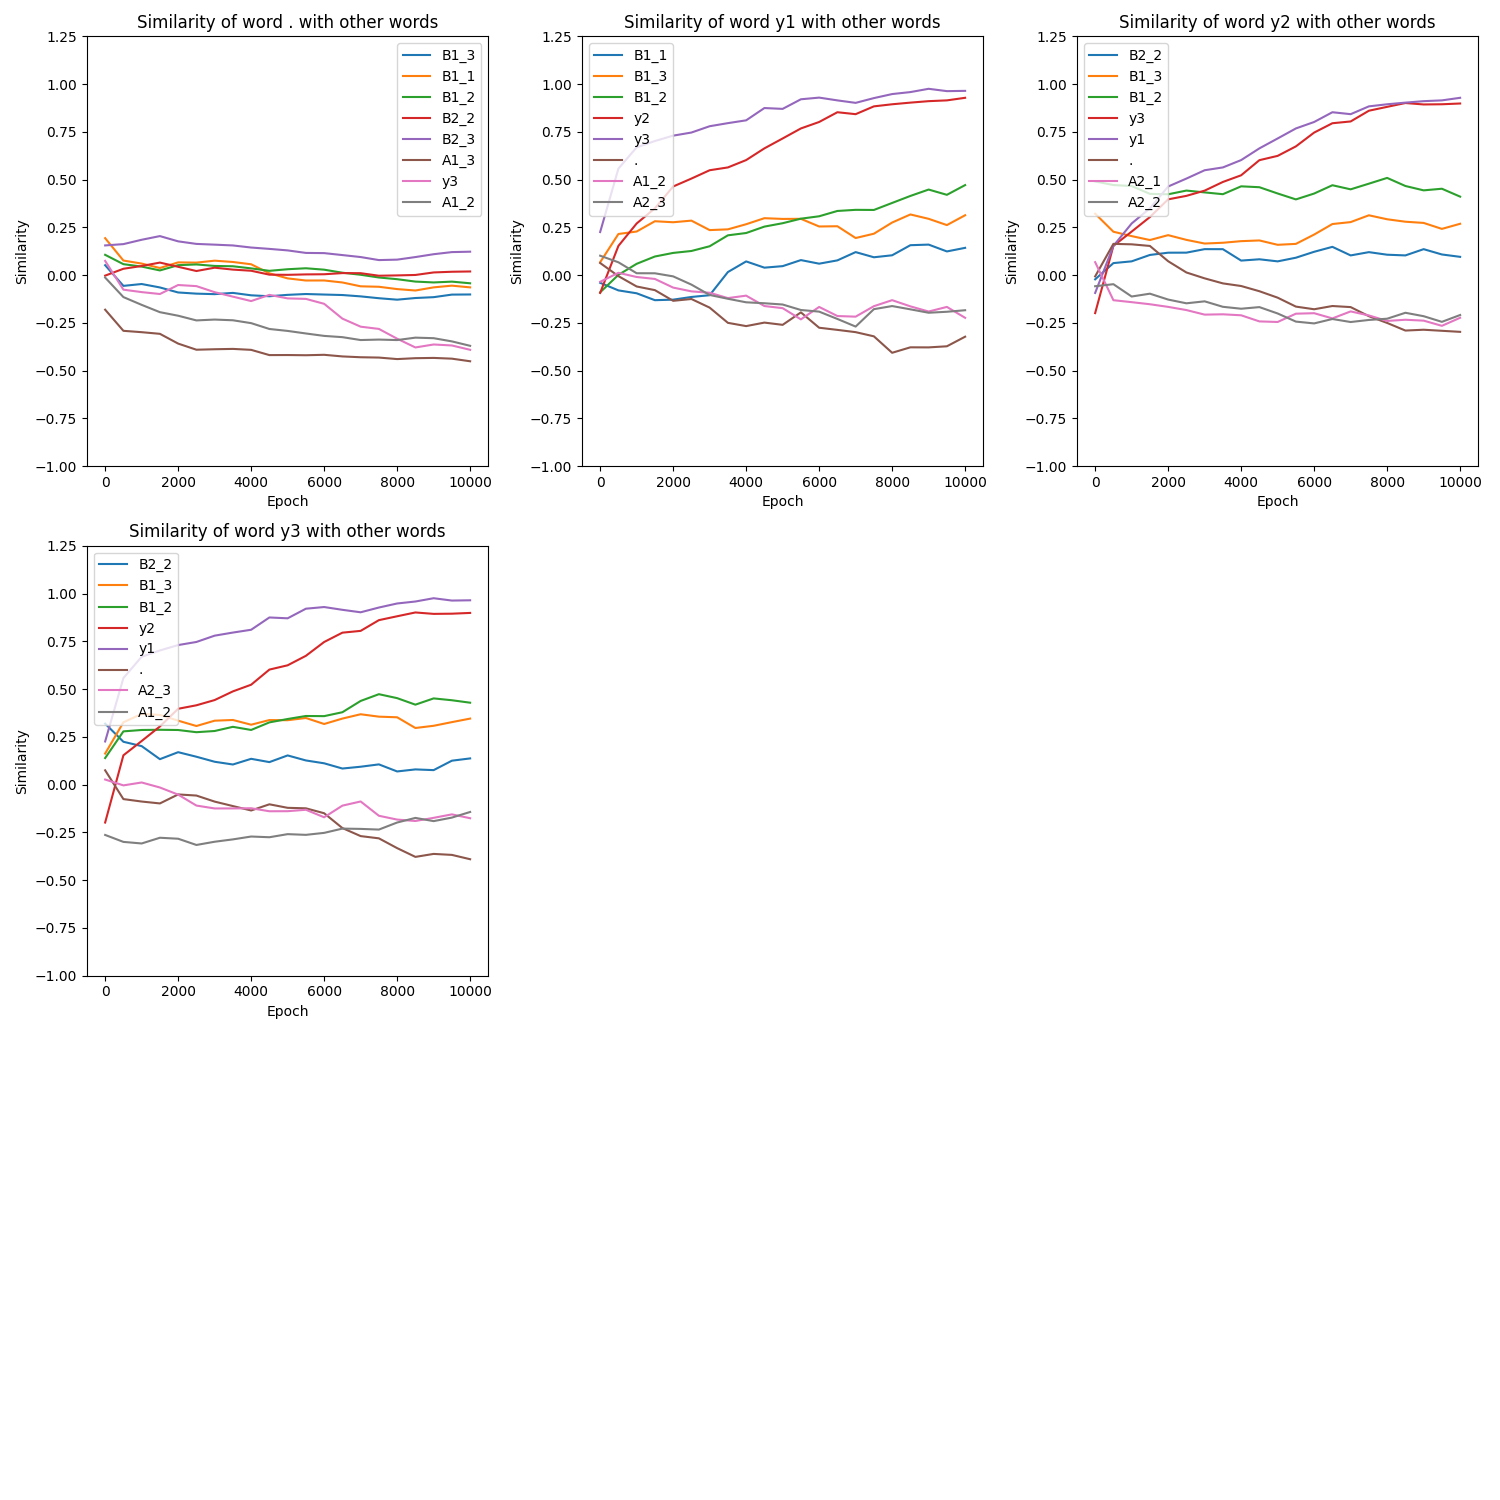 Similarity of word . with other words
1.25
1.00
0.75
0.50
0.25
0.00
−0.25
−0.50
−0.75
−1.00
Similarity
0 2000 4000 6000 8000 10000
Epoch
B1_3
B1_1
B1_2
B2_2
B2_3
A1_3
y3
A1_2
Similarity of word y1 with other words
1.25
1.00
0.75
0.50
0.25
0.00
−0.25
−0.50
−0.75
−1.00
Similarity
0 2000 4000 6000 8000 10000
Epoch
B1_1
B1_3
B1_2
y2
y3
.
A1_2
A2_3
Similarity of word y2 with other words
1.25
1.00
0.75
0.50
0.25
0.00
−0.25
−0.50
−0.75
−1.00
Similarity
0 2000 4000 6000 8000 10000
Epoch
B2_2
B1_3
B1_2
y3
y1
.
A2_1
A2_2
Similarity of word y3 with other words
1.25
1.00
0.75
0.50
0.25
0.00
−0.25
−0.50
−0.75
−1.00
Similarity
0 2000 4000 6000 8000 10000
Epoch
B2_2
B1_3
B1_2
y2
y1
.
A2_3
A1_2